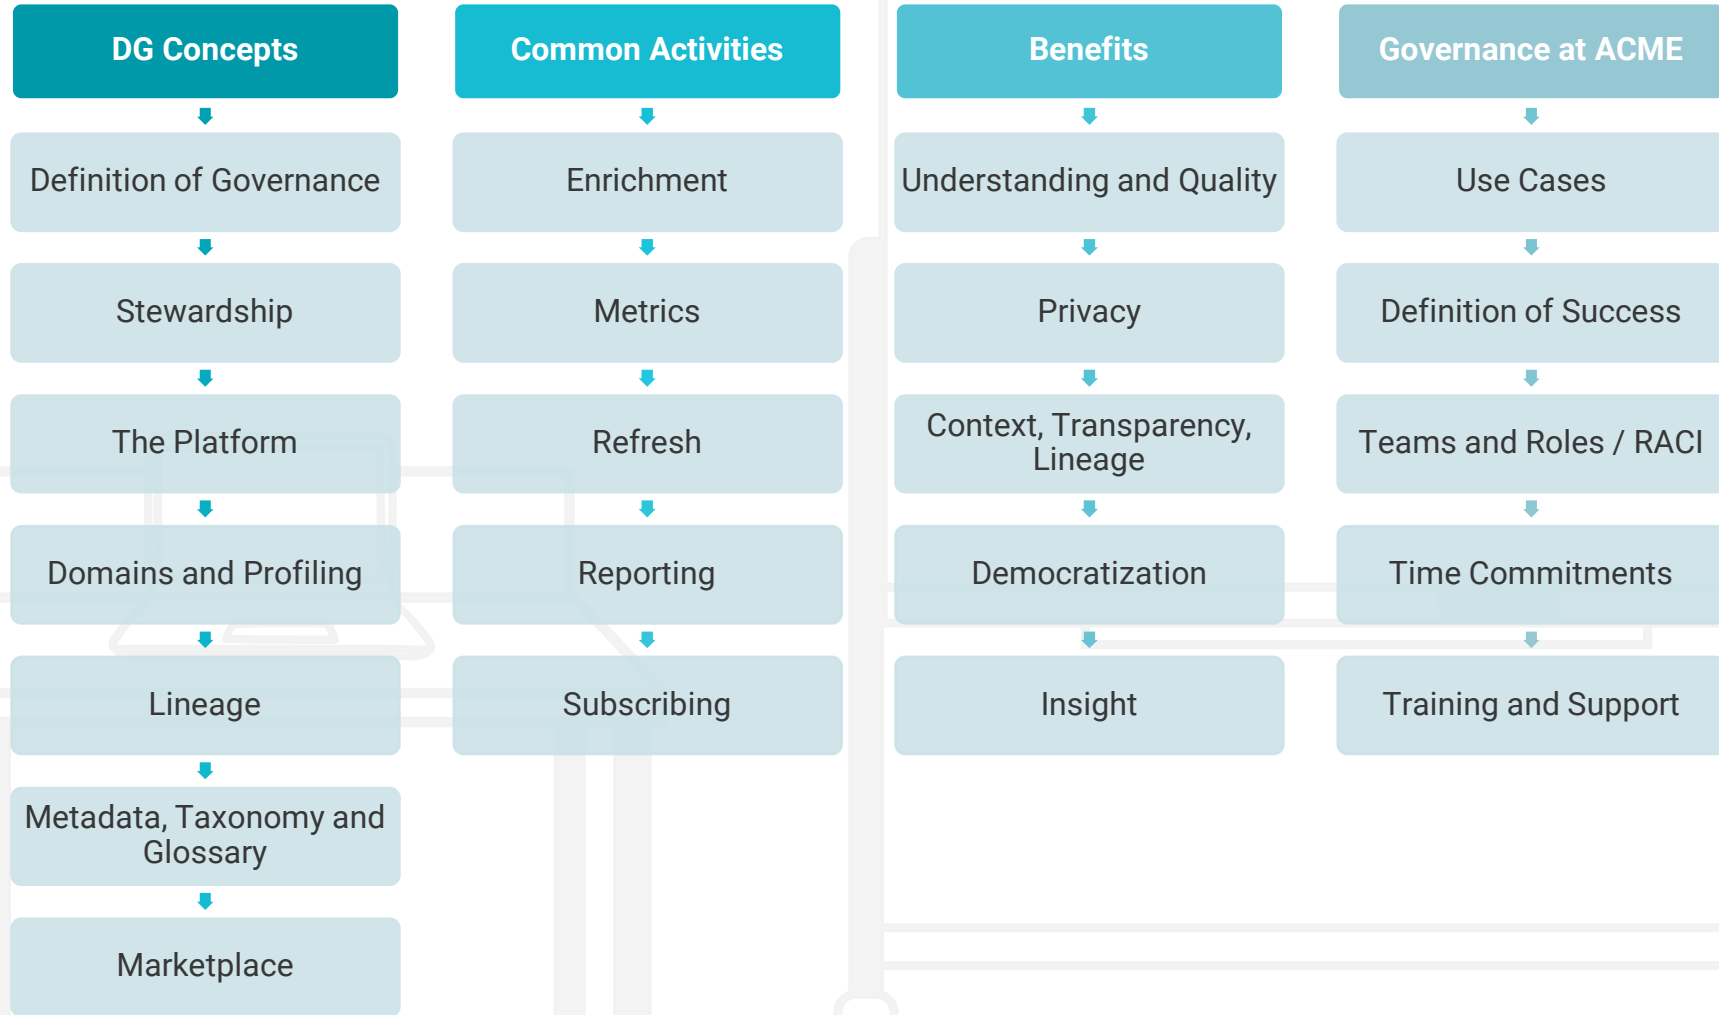 DG Concepts
Definition of Governance
Stewardship
The Platform
Domains and Profiling
Lineage
Metadata, Taxonomy and
Glossary
Marketplace
Common Activities
Enrichment
Metrics
Refresh
Reporting
Subscribing
Benefits
Understanding and Quality
Privacy
Context, Transparency,
Lineage
Democratization
Insight
Governance at ACME
Use Cases
Definition of Success
Teams and Roles / RACI
Time Commitments
Training and Support